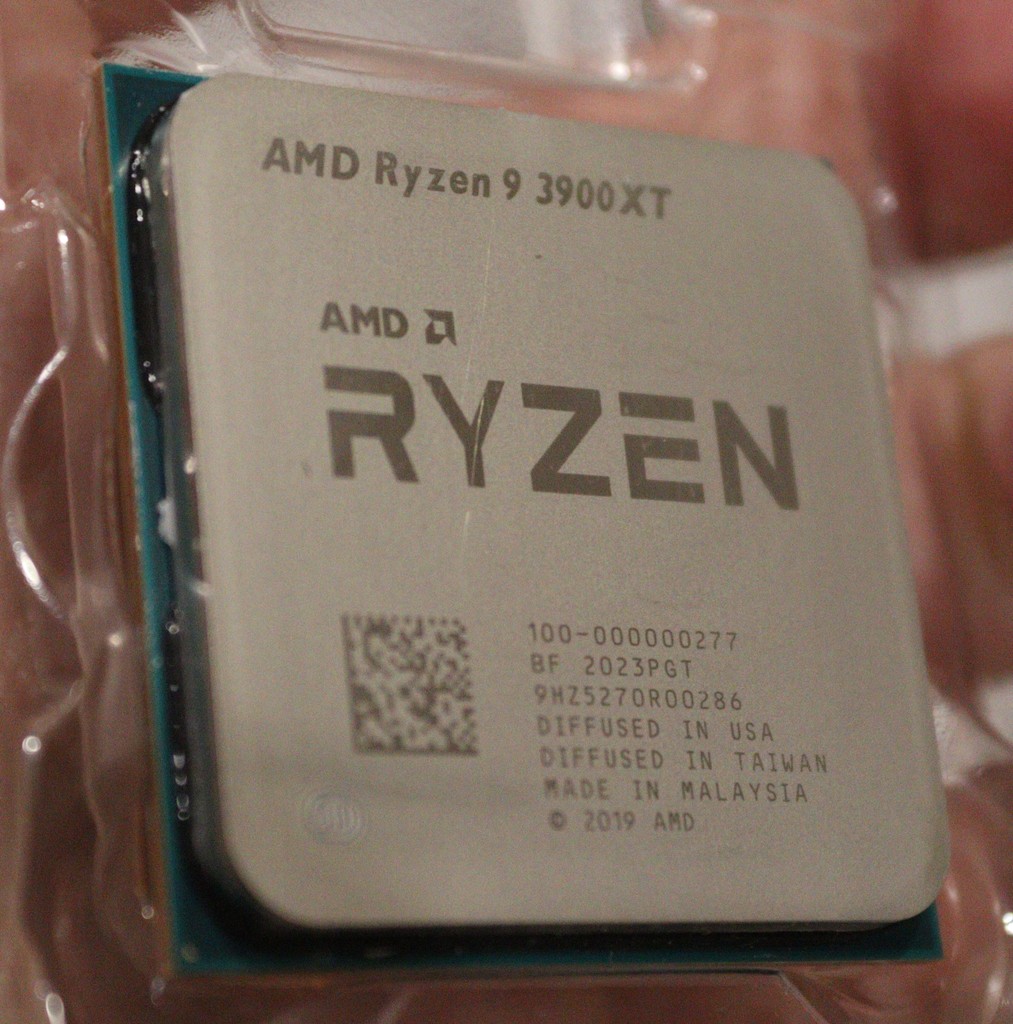 AMD Ryzen 9 3900XT
AMD
RYZEN
100-000000277
BF 2023PGT
9HZ5270R00286
DIFFUSED IN USA
DIFFUSED IN TAIWAN
MADE IN MALAYSIA
© 2019 AMD